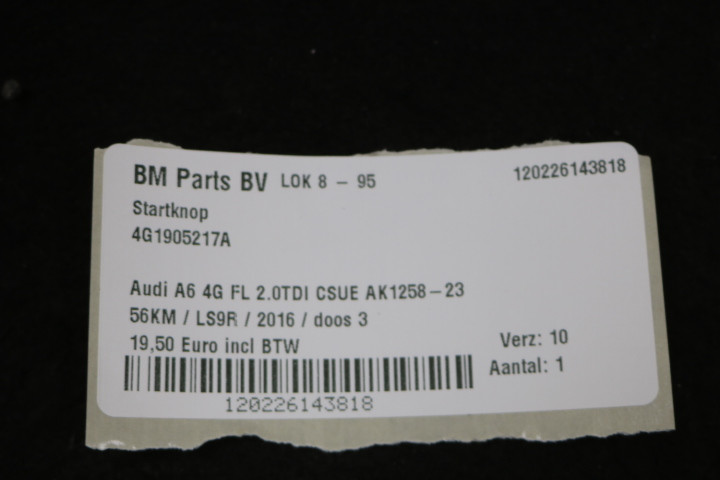 BM Parts BV LOK 8 - 95 120226143818
Startknop
4G1905217A
Audi A6 4G FL 2.0TDI CSUE AK1258-23
56KM / LS9R / 2016 / doos 3
19,50 Euro incl BTW Verz: 10
Aantal: 1
120226143818